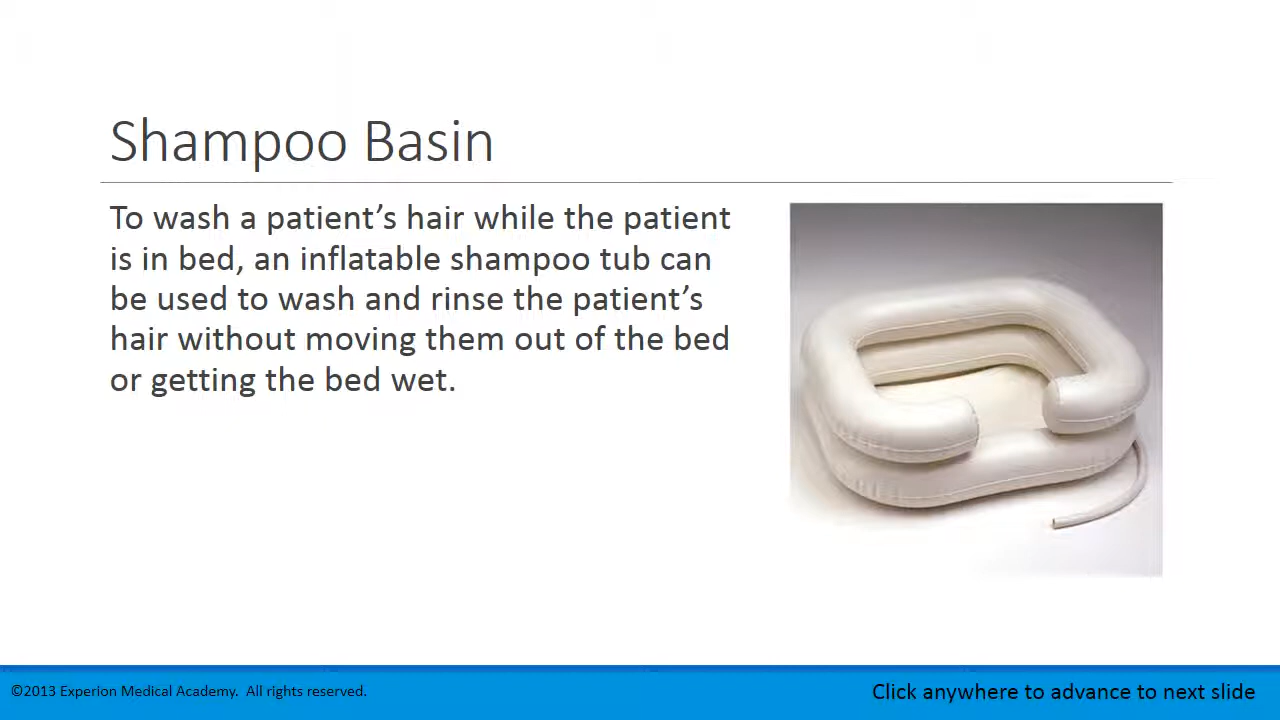 Shampoo Basin
To wash a patient’s hair while the patient
is in bed, an inflatable shampoo tub can
be used to wash and rinse the patient’s
hair without moving them out of the bed
or getting the bed wet.
©2013 Experion Medical Academy. All rights reserved.
Click anywhere to advance to next slide